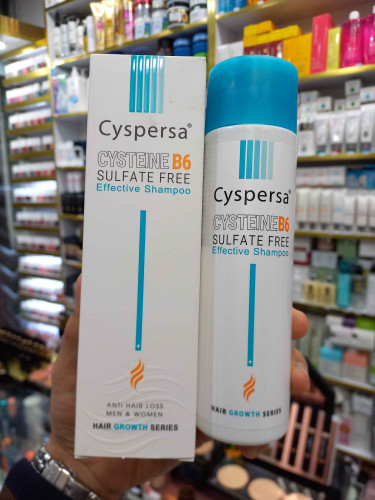 Cyspersa®
CYSTEINE B6
SULFATE FREE
Effective Shampoo
ANTI HAIR LOSS
MEN & WOMEN
HAIR GROWTH SERIES
Cyspersa®
CYSTEINE B6
SULFATE FREE
Effective Shampoo
HAIR GROWTH SERIES